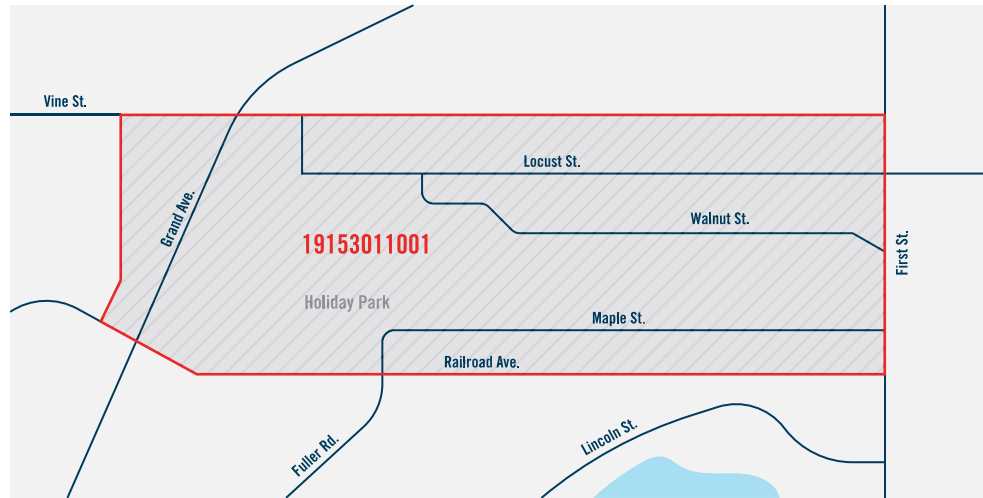 Vine St.
Locust St.
Grand Ave.
Walnut St.
19153011001
First St.
Holiday Park
Maple St.
Railroad Ave.
Lincoln St.
Fuller Rd.